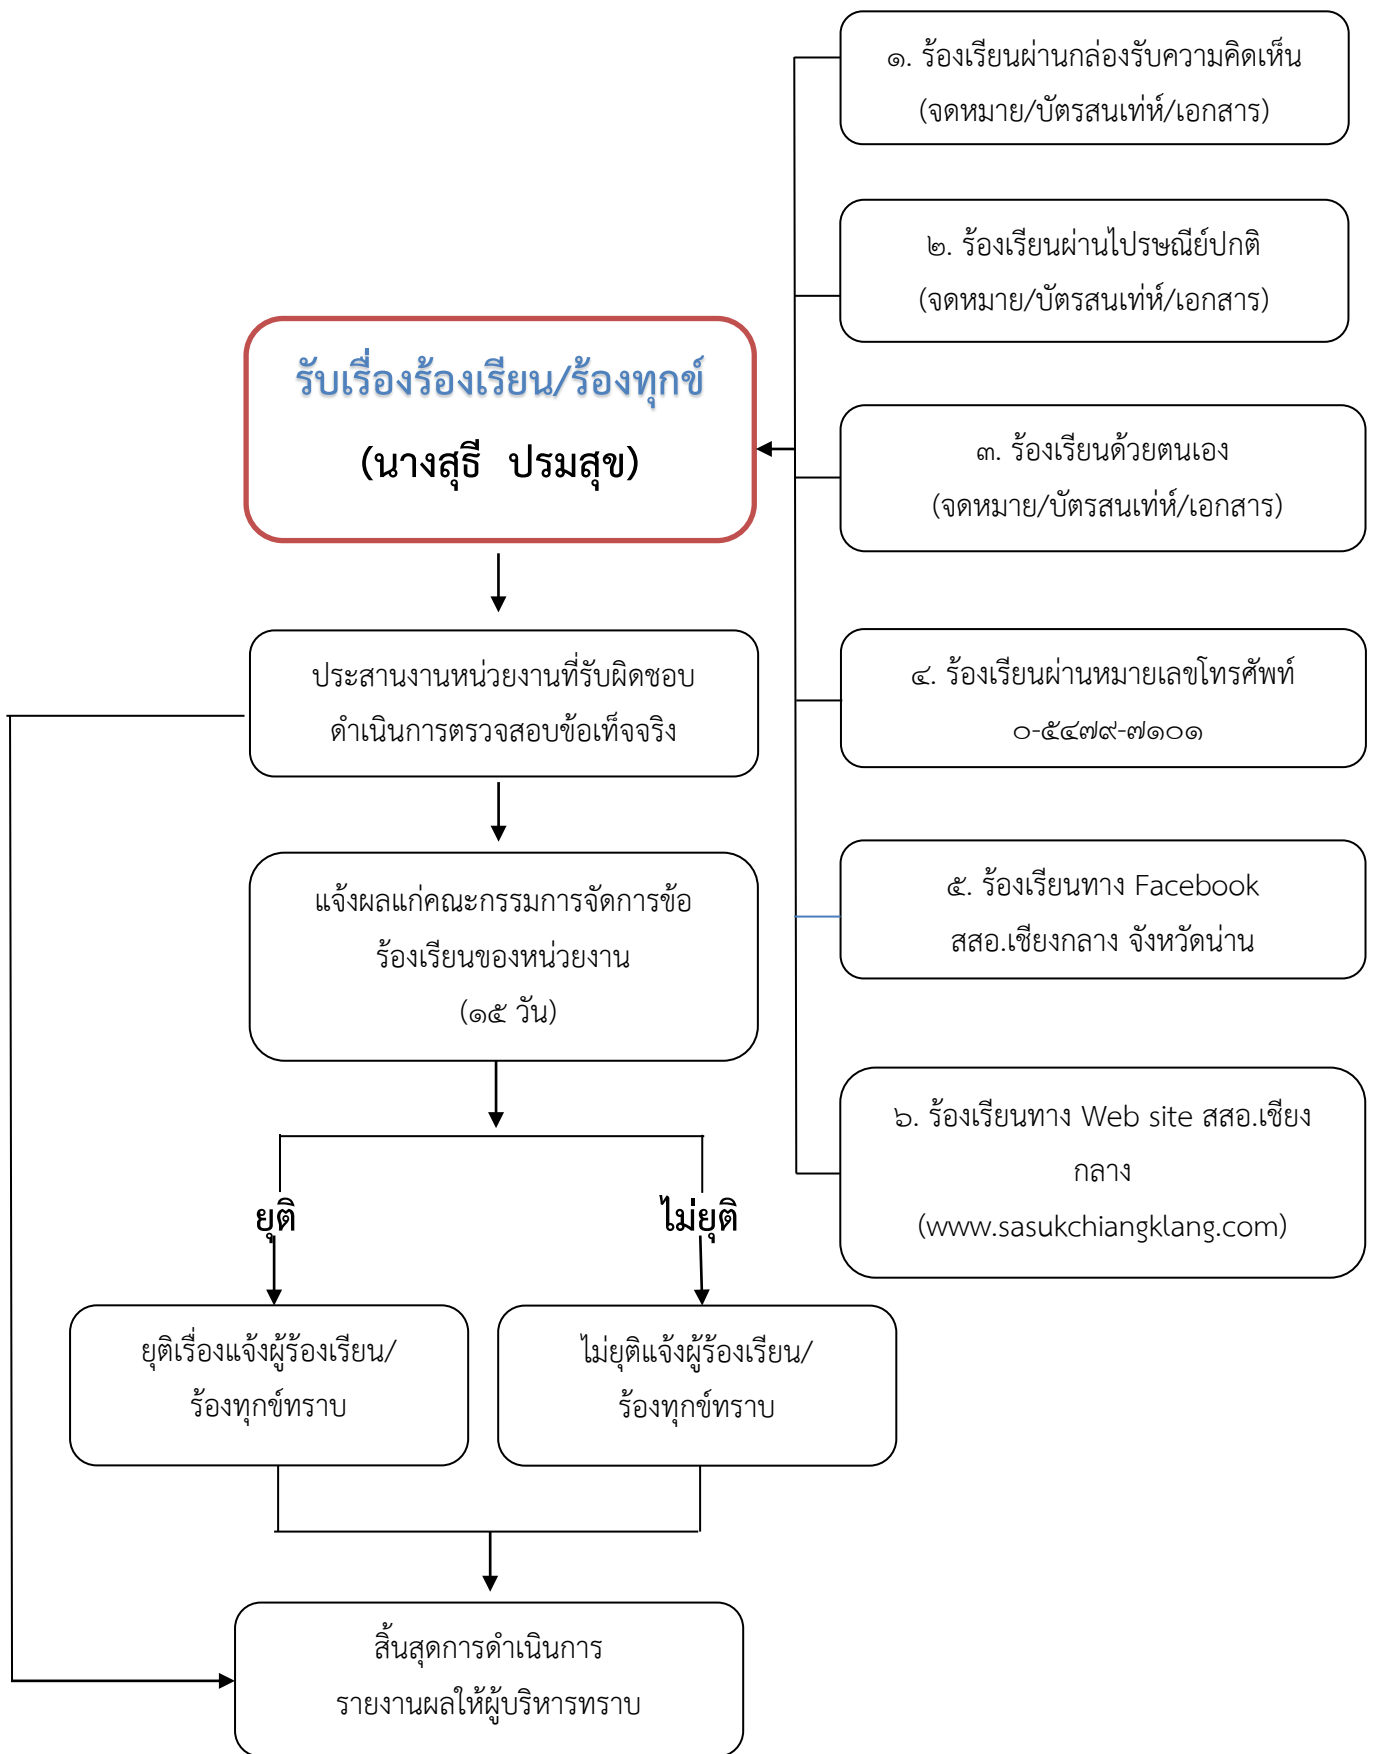 ๑. ร้องเรียนผ่านกล่องรับความคิดเห็น
(จดหมาย/บัตรสนเท่ห์/เอกสาร)
๒. ร้องเรียนผ่านไปรษณีย์ปกติ
(จดหมาย/บัตรสนเท่ห์/เอกสาร)
รับเรื่องร้องเรียน/ร้องทุกข์
(นางสุธี ปรมสุข)
๓. ร้องเรียนด้วยตนเอง
(จดหมาย/บัตรสนเท่ห์/เอกสาร)
ประสานงานหน่วยงานที่รับผิดชอบ
ดำเนินการตรวจสอบข้อเท็จจริง
๔. ร้องเรียนผ่านหมายเลขโทรศัพท์
๐-๕๔๗๙-๗๑๐๑
แจ้งผลแก่คณะกรรมการจัดการข้อ
ร้องเรียนของหน่วยงาน
(๑๕ วัน)
๕. ร้องเรียนทาง Facebook
สสอ.เชียงกลาง จังหวัดน่าน
๖. ร้องเรียนทาง Web site สสอ.เชียง
กลาง
(www.sasukchiangklang.com)
ยุติ
ไม่ยุติ
ยุติเรื่องแจ้งผู้ร้องเรียน/
ร้องทุกข์ทราบ
ไม่ยุติแจ้งผู้ร้องเรียน/
ร้องทุกข์ทราบ
สิ้นสุดการดำเนินการ
รายงานผลให้ผู้บริหารทราบ